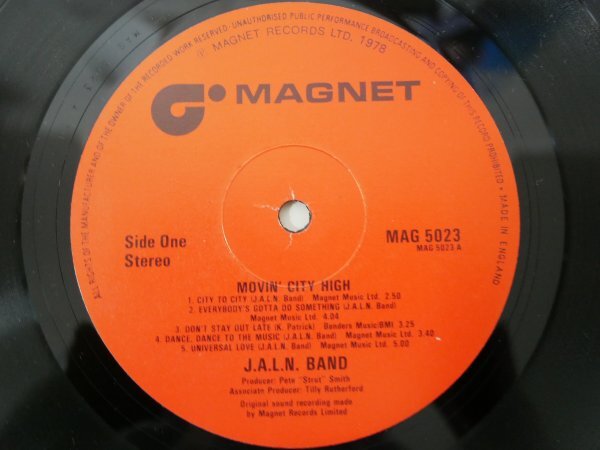 ALL RIGHTS OF THE MANUFACTURER AND OF THE OWNER OF THE RECORDED WORK RESERVED. UNAUTHORISED PUBLIC PERFORMANCE BROADCASTING AND COPYING OF THIS RECORD PROHIBITED • MADE IN ENGLAND
Ⓟ MAGNET RECORDS LTD. 1978
MAGNET
Side One
Stereo
MAG 5023
MAG 5023 A
MOVIN' CITY HIGH
1. CITY TO CITY (J.A.L.N. Band) Magnet Music Ltd. 2.50
2. EVERYBODY'S GOTTA DO SOMETHING (J.A.L.N. Band)
Magnet Music Ltd. 4.04
3. DON'T STAY OUT LATE (K. Patrick) Benders Music/BMI 3.25
4. DANCE, DANCE TO THE MUSIC (J.A.L.N. Band) Magnet Music Ltd. 3.40
5. UNIVERSAL LOVE (J.A.L.N. Band) Magnet Music Ltd. 5.00
J.A.L.N. BAND
Producer: Pete "Strut" Smith
Associate Producer: Tilly Rutherford
Original sound recording made
by Magnet Records Limited